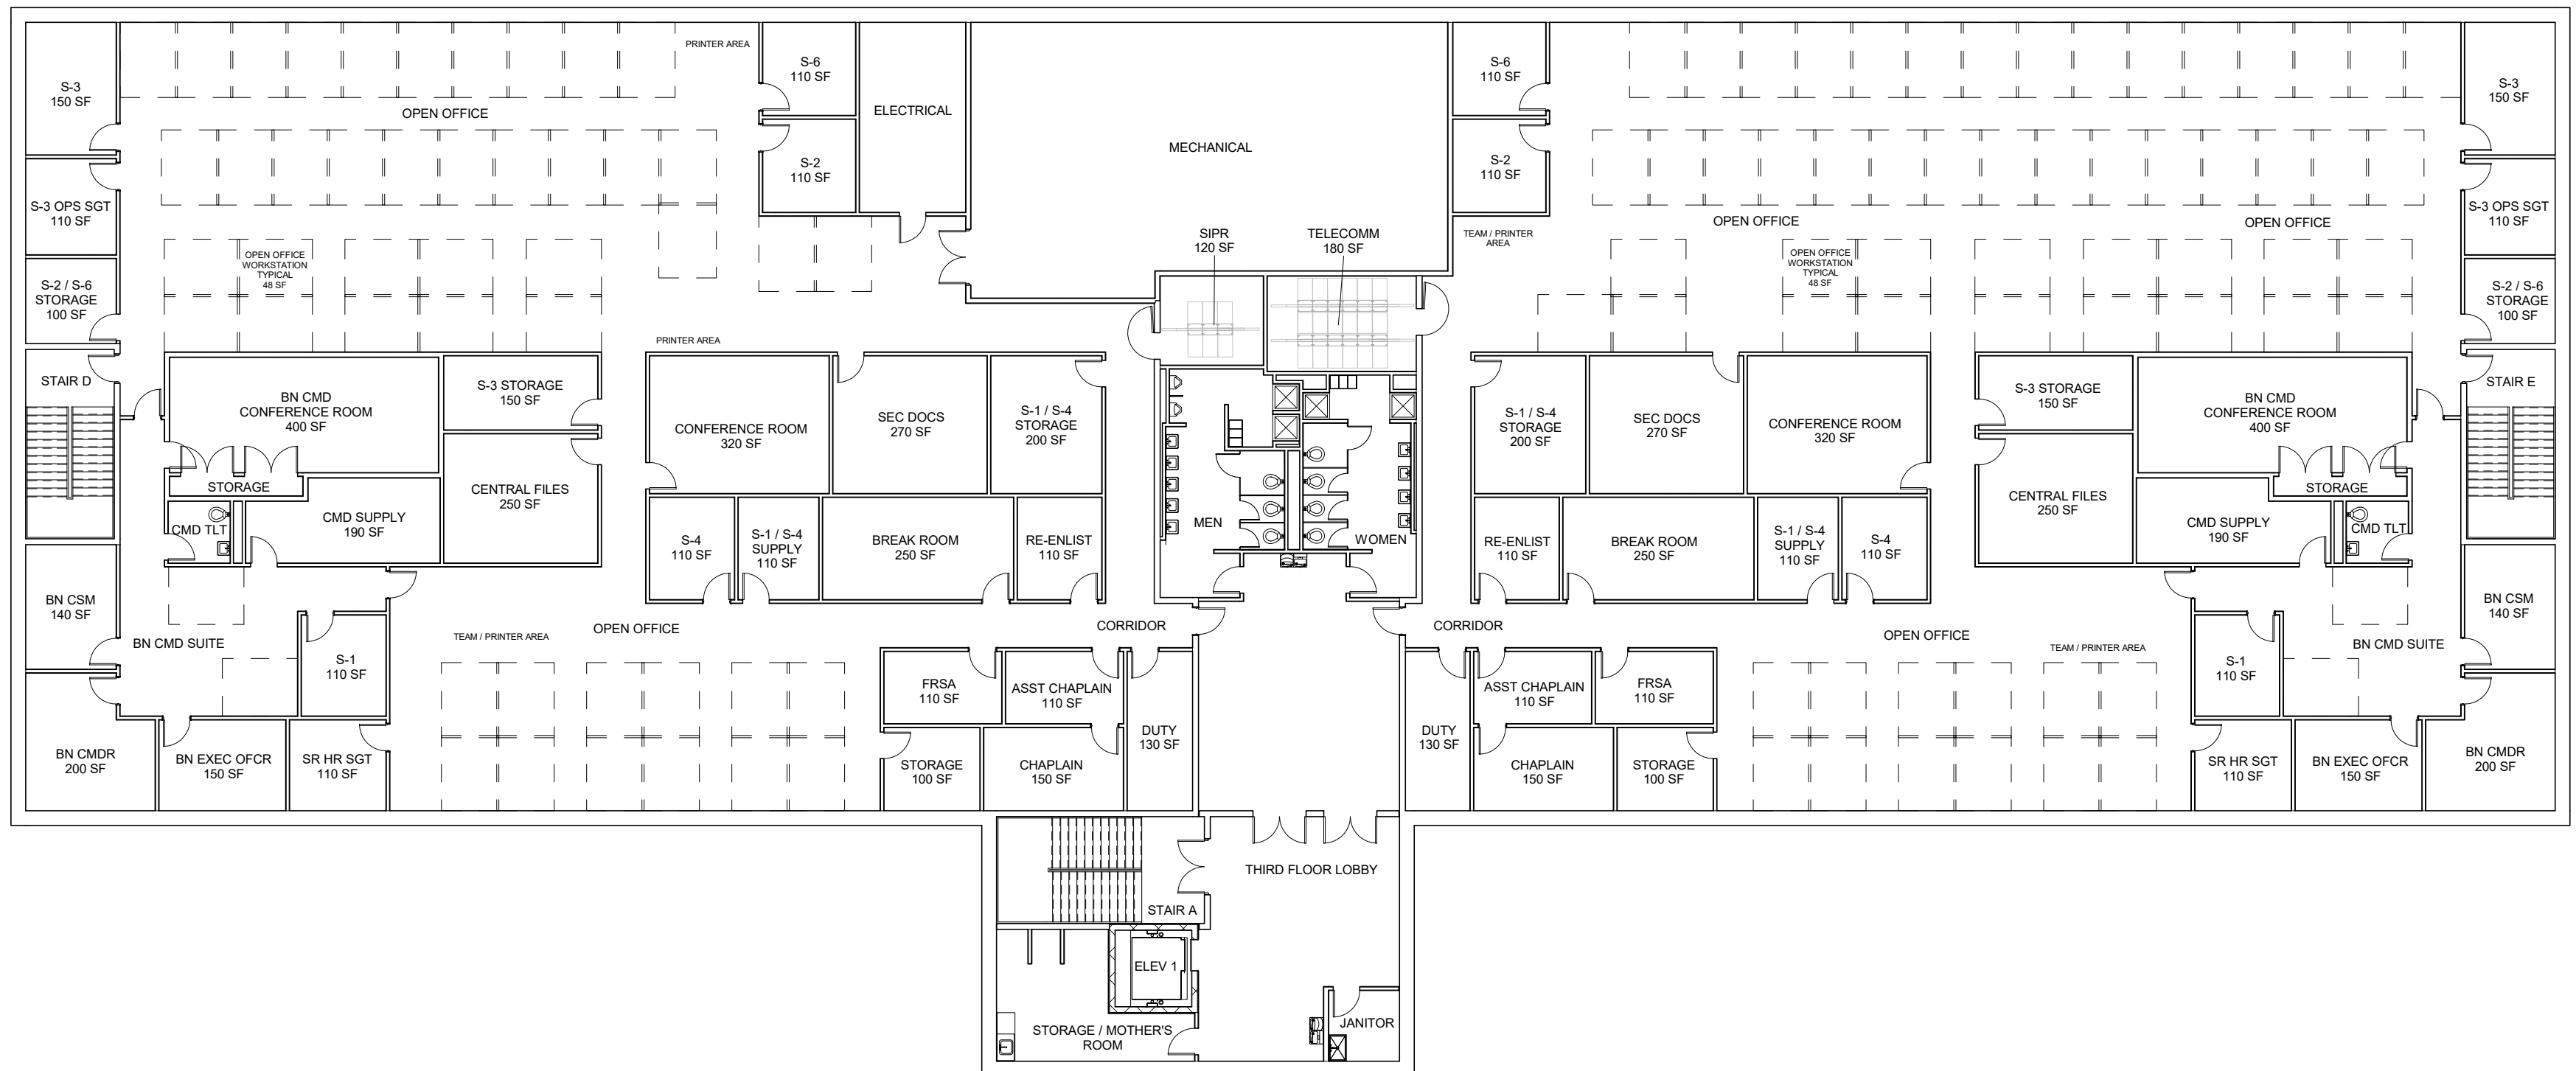 PRINTER AREA
S-6
110 SF
S-6
110 SF
S-3
150 SF
S-3
150 SF
OPEN OFFICE
ELECTRICAL
MECHANICAL
S-2
110 SF
S-2
110 SF
S-3 OPS SGT
110 SF
S-3 OPS SGT
110 SF
OPEN OFFICE
OPEN OFFICE
SIPR
120 SF
TELECOMM
180 SF
TEAM / PRINTER
AREA
OPEN OFFICE
WORKSTATION
TYPICAL
48 SF
OPEN OFFICE
WORKSTATION
TYPICAL
48 SF
S-2 / S-6
STORAGE
100 SF
S-2 / S-6
STORAGE
100 SF
PRINTER AREA
STAIR D
STAIR E
S-3 STORAGE
150 SF
S-3 STORAGE
150 SF
BN CMD
CONFERENCE ROOM
400 SF
BN CMD
CONFERENCE ROOM
400 SF
CONFERENCE ROOM
320 SF
SEC DOCS
270 SF
S-1 / S-4
STORAGE
200 SF
S-1 / S-4
STORAGE
200 SF
SEC DOCS
270 SF
CONFERENCE ROOM
320 SF
STORAGE
STORAGE
CENTRAL FILES
250 SF
CENTRAL FILES
250 SF
CMD SUPPLY
190 SF
CMD SUPPLY
190 SF
CMD TLT
CMD TLT
MEN
WOMEN
S-4
110 SF
S-1 / S-4
SUPPLY
110 SF
BREAK ROOM
250 SF
RE-ENLIST
110 SF
RE-ENLIST
110 SF
BREAK ROOM
250 SF
S-1 / S-4
SUPPLY
110 SF
S-4
110 SF
BN CSM
140 SF
BN CSM
140 SF
TEAM / PRINTER AREA
OPEN OFFICE
CORRIDOR
CORRIDOR
OPEN OFFICE
TEAM / PRINTER AREA
BN CMD SUITE
BN CMD SUITE
S-1
110 SF
S-1
110 SF
FRSA
110 SF
ASST CHAPLAIN
110 SF
ASST CHAPLAIN
110 SF
FRSA
110 SF
DUTY
130 SF
DUTY
130 SF
BN CMDR
200 SF
BN EXEC OFCR
150 SF
SR HR SGT
110 SF
STORAGE
100 SF
CHAPLAIN
150 SF
CHAPLAIN
150 SF
STORAGE
100 SF
SR HR SGT
110 SF
BN EXEC OFCR
150 SF
BN CMDR
200 SF
THIRD FLOOR LOBBY
STAIR A
ELEV 1
STORAGE / MOTHER'S
ROOM
JANITOR